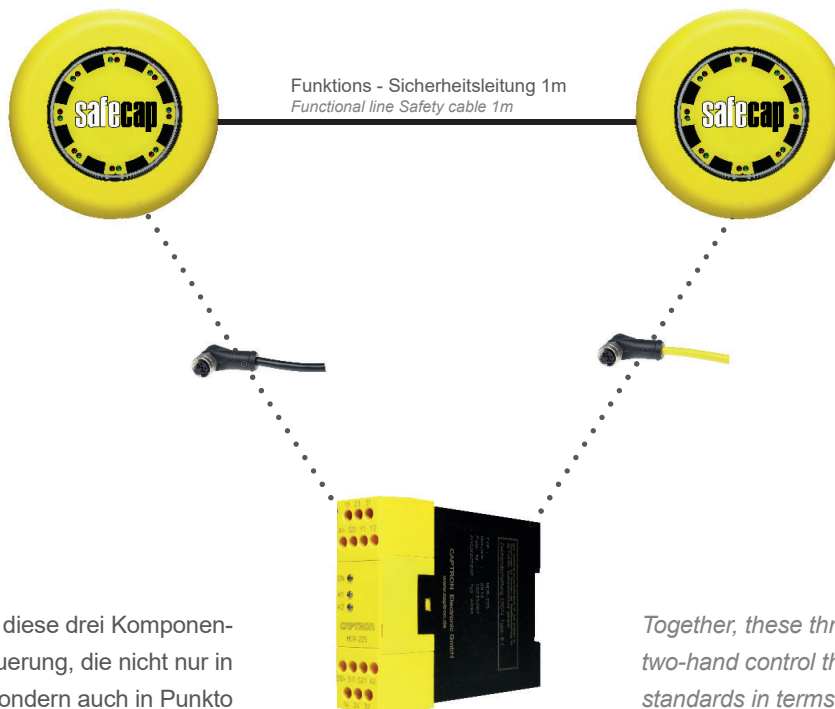 safecap
safecap
Funktions - Sicherheitsleitung 1m
Functional line Safety cable 1m
CAPTRON
MCR-225
CAPTRON Electronic GmbH
www.captron.de
diese drei Komponen-
uerung, die nicht nur in
ondern auch in Punkto
Together, these thr
two-hand control th
standards in terms